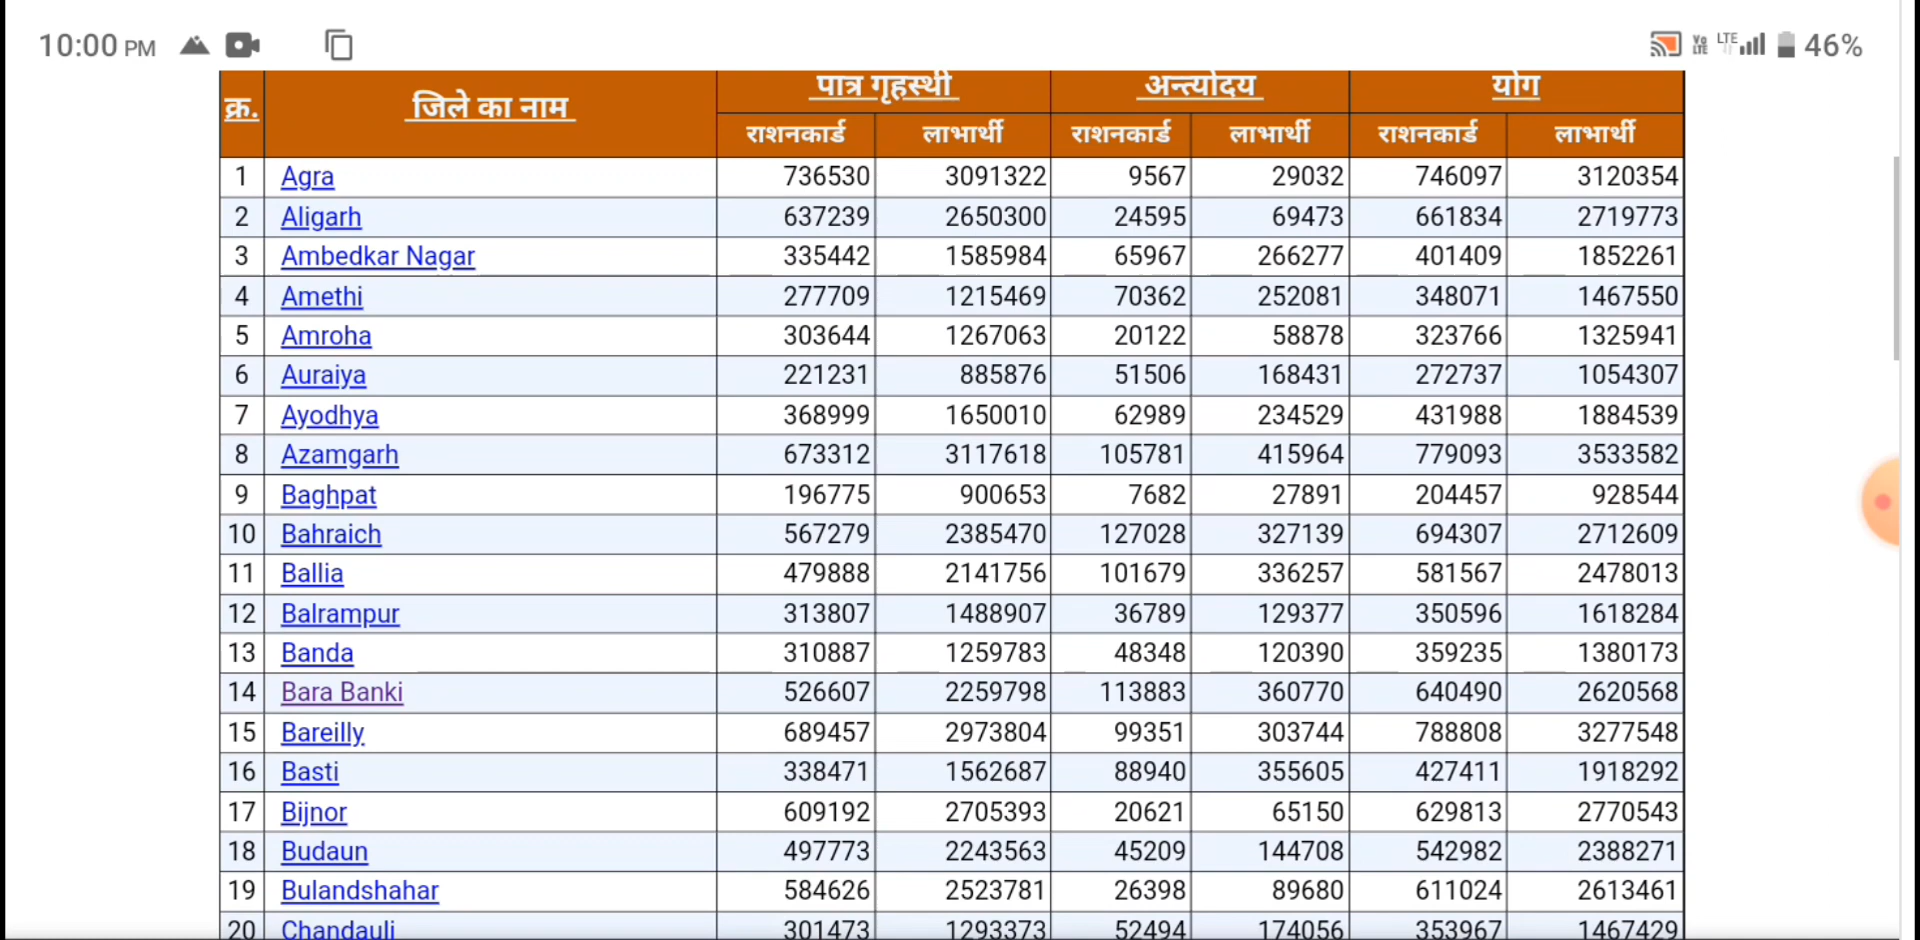 10:00 PM VoLTE LTE 46%
क्र. जिले का नाम पात्र गृहस्थी अन्त्योदय योग
राशनकार्ड लाभार्थी राशनकार्ड लाभार्थी राशनकार्ड लाभार्थी
1 Agra 736530 3091322 9567 29032 746097 3120354
2 Aligarh 637239 2650300 24595 69473 661834 2719773
3 Ambedkar Nagar 335442 1585984 65967 266277 401409 1852261
4 Amethi 277709 1215469 70362 252081 348071 1467550
5 Amroha 303644 1267063 20122 58878 323766 1325941
6 Auraiya 221231 885876 51506 168431 272737 1054307
7 Ayodhya 368999 1650010 62989 234529 431988 1884539
8 Azamgarh 673312 3117618 105781 415964 779093 3533582
9 Baghpat 196775 900653 7682 27891 204457 928544
10 Bahraich 567279 2385470 127028 327139 694307 2712609
11 Ballia 479888 2141756 101679 336257 581567 2478013
12 Balrampur 313807 1488907 36789 129377 350596 1618284
13 Banda 310887 1259783 48348 120390 359235 1380173
14 Bara Banki 526607 2259798 113883 360770 640490 2620568
15 Bareilly 689457 2973804 99351 303744 788808 3277548
16 Basti 338471 1562687 88940 355605 427411 1918292
17 Bijnor 609192 2705393 20621 65150 629813 2770543
18 Budaun 497773 2243563 45209 144708 542982 2388271
19 Bulandshahar 584626 2523781 26398 89680 611024 2613461
20 Chandauli 301473 1293373 52494 174056 353967 1467429